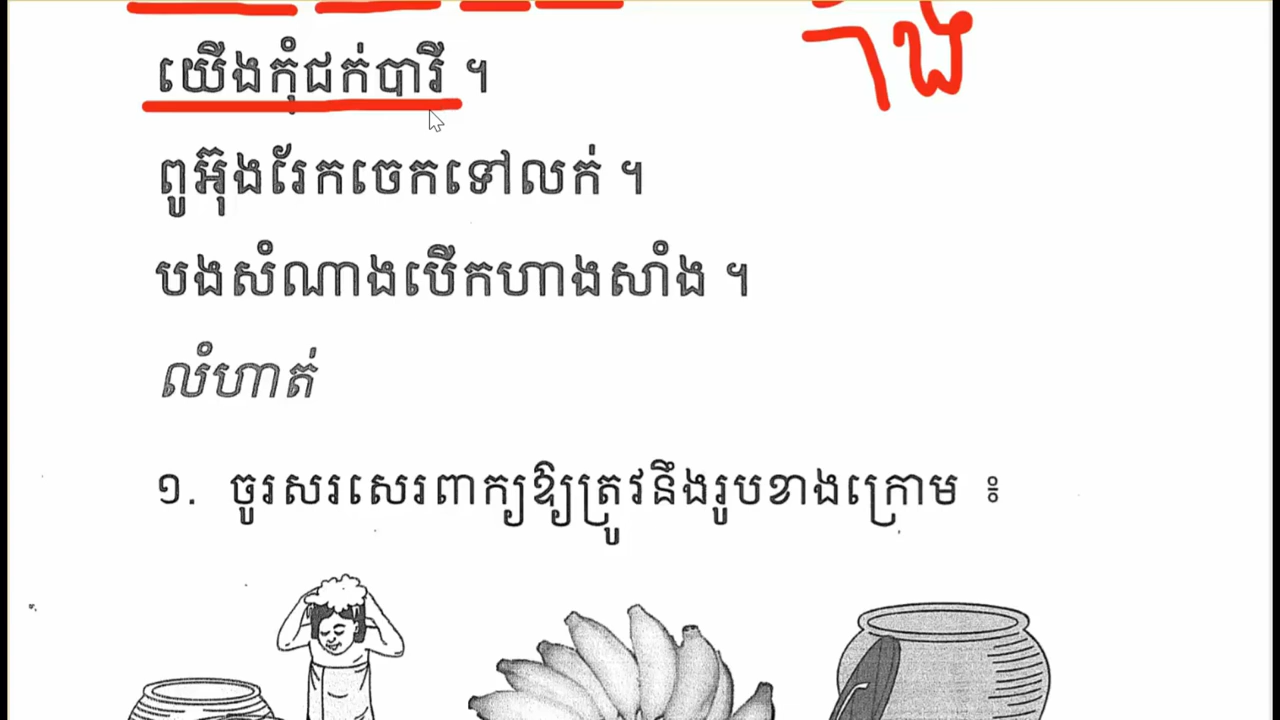 យើងកុំជក់បារី ។
ពូអ៊ុងរែកចេកទៅលក់ ។
បងសំណាងបើកហាងសាំង ។
លំហាត់
១. ចូរសរសេរពាក្យឱ្យត្រូវនឹងរូបខាងក្រោម ៖